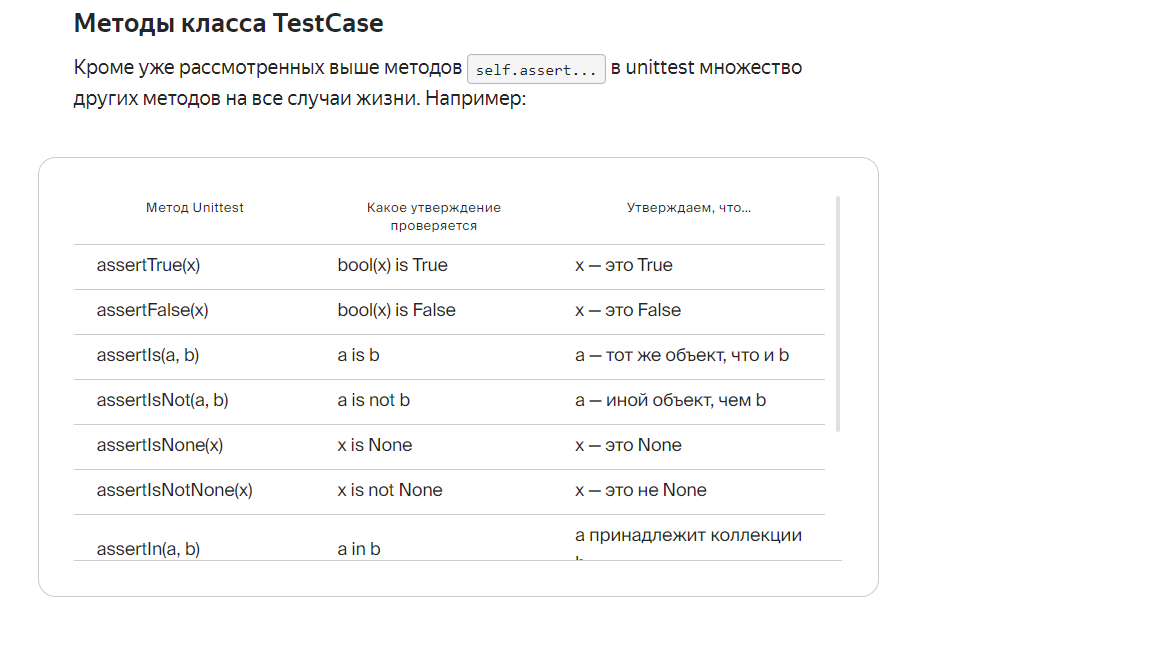 Методы класса TestCase
Кроме уже рассмотренных выше методов self.assert... в unittest множество
других методов на все случаи жизни. Например:
Метод Unittest Какое утверждение проверяется Утверждаем, что...
assertTrue(x) bool(x) is True x — это True
assertFalse(x) bool(x) is False x — это False
assertIs(a, b) a is b a — тот же объект, что и b
assertIsNot(a, b) a is not b a — иной объект, чем b
assertIsNone(x) x is None x — это None
assertIsNotNone(x) x is not None x — это не None
assertIn(a, b) a in b a принадлежит коллекции